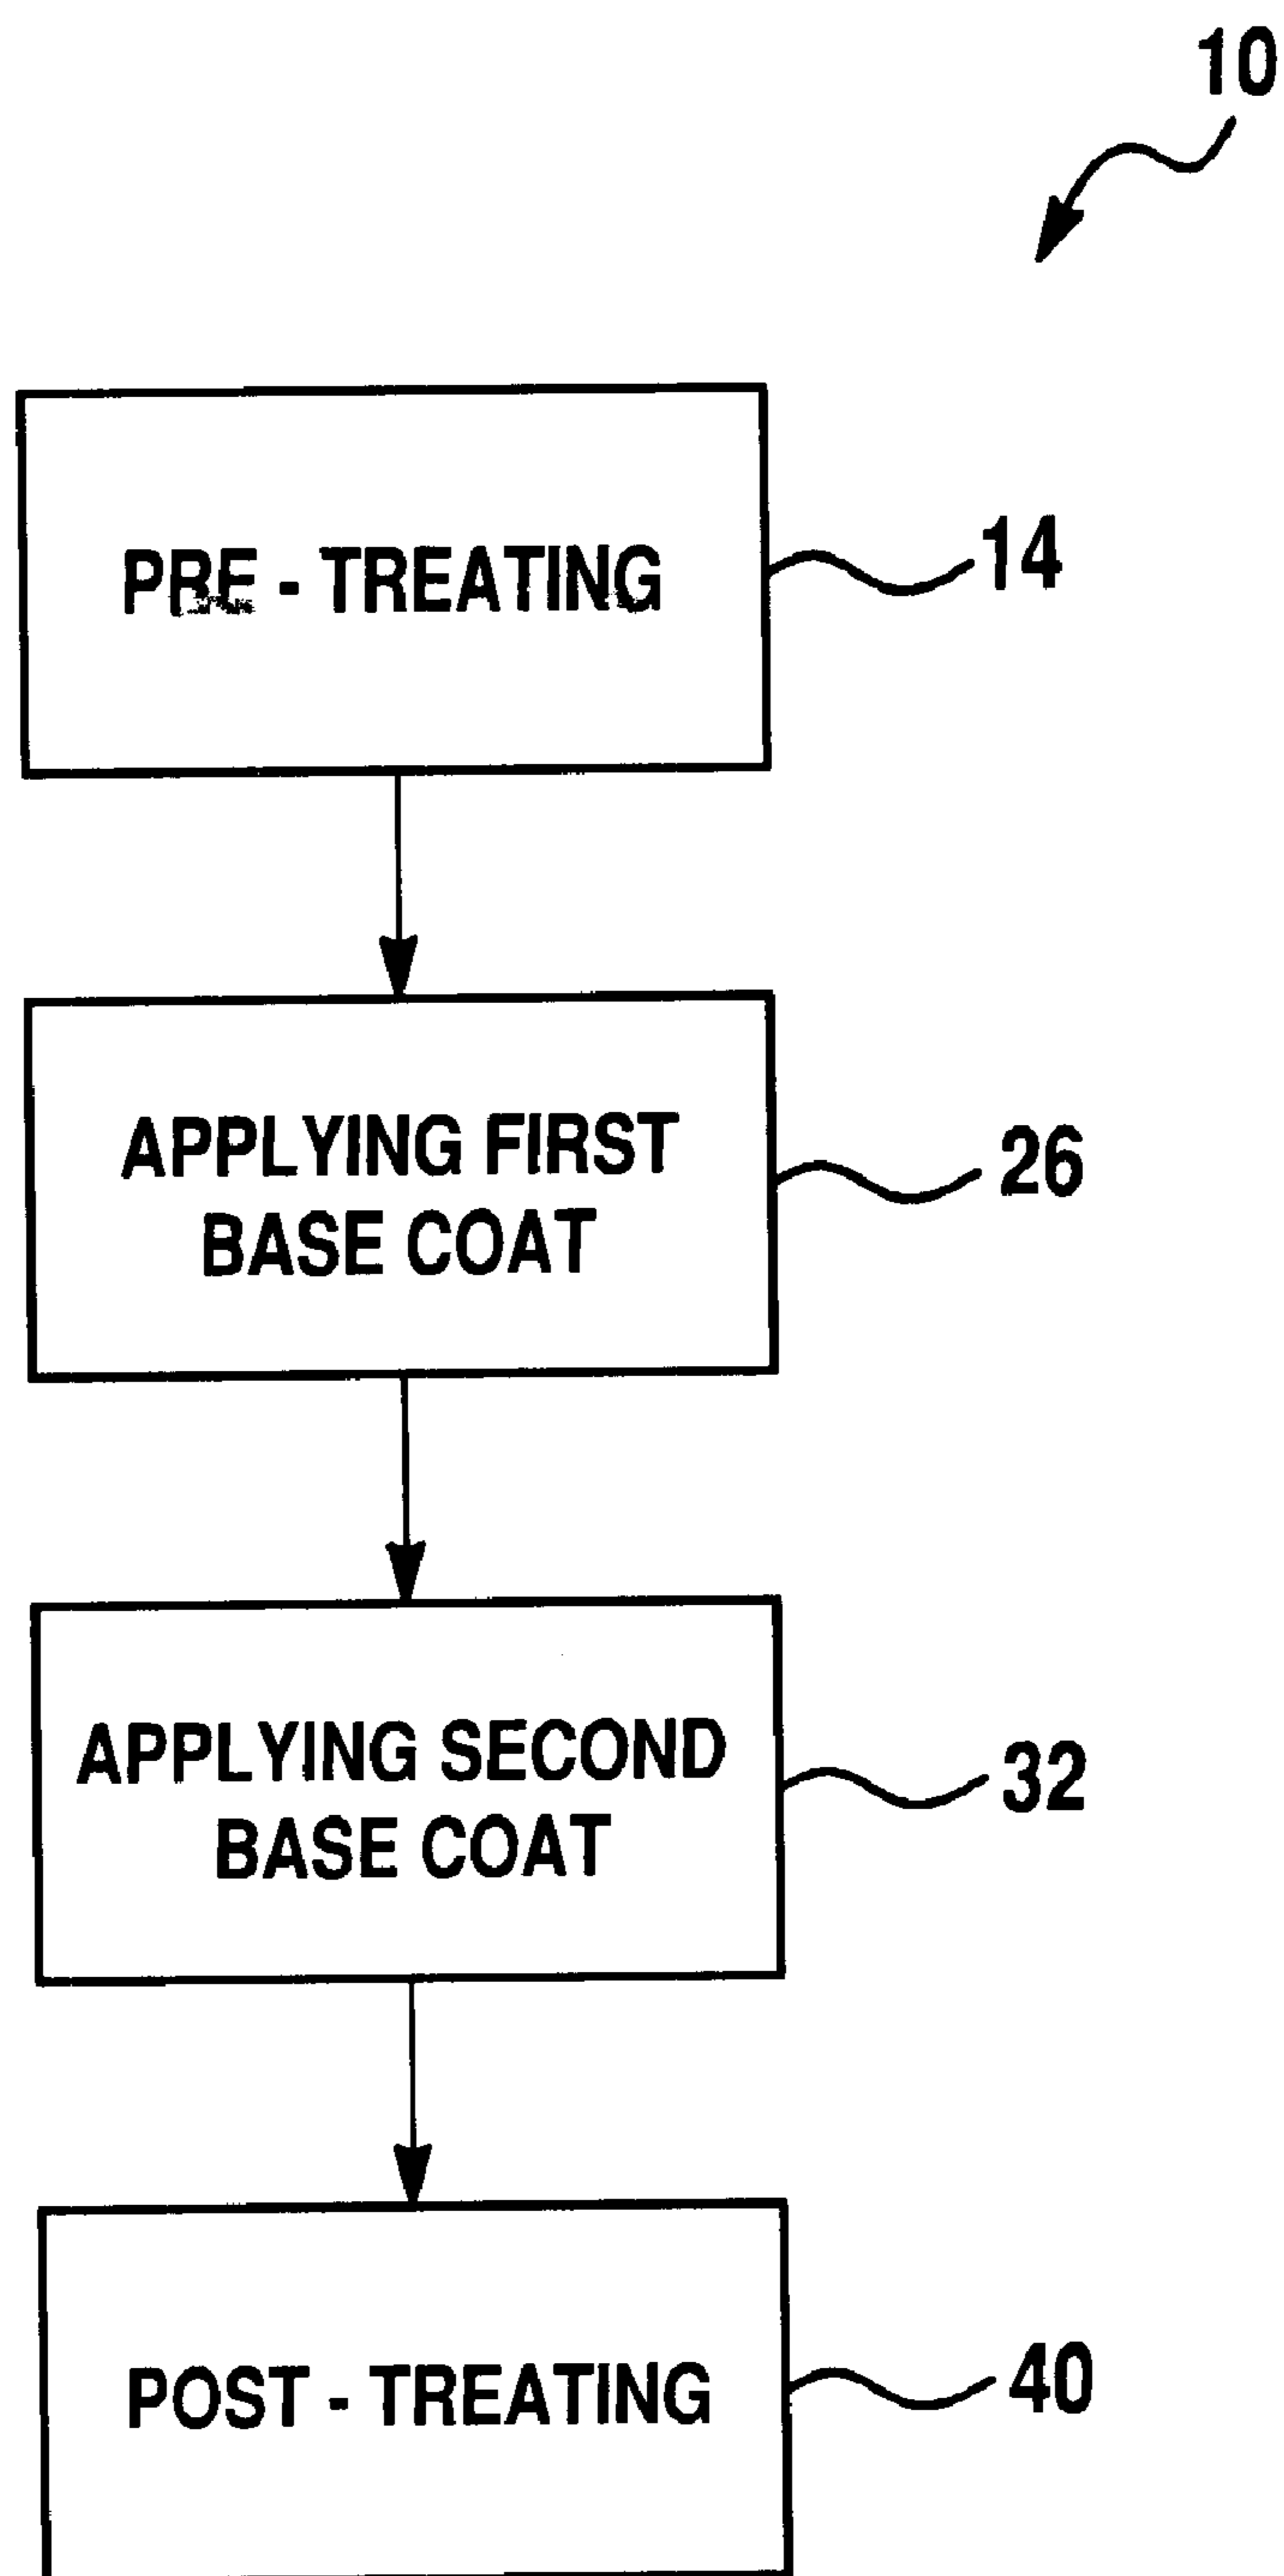 10
PRE - TREATING
14
APPLYING FIRST
BASE COAT
26
APPLYING SECOND
BASE COAT
32
POST - TREATING
40